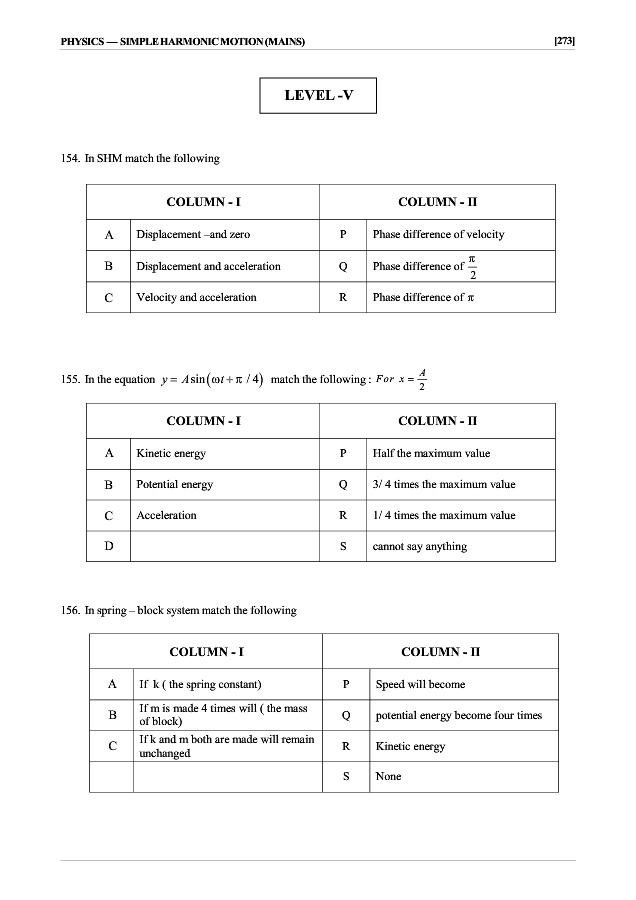 PHYSICS — SIMPLE HARMONIC MOTION (MAINS) [273]
LEVEL -V
154. In SHM match the following
COLUMN - I COLUMN - II
A Displacement –and zero P Phase difference of velocity
B Displacement and acceleration Q Phase difference of π/2
C Velocity and acceleration R Phase difference of π
155. In the equation y = A sin(ωt + π / 4) match the following : For x = A/2
COLUMN - I COLUMN - II
A Kinetic energy P Half the maximum value
B Potential energy Q 3/ 4 times the maximum value
C Acceleration R 1/ 4 times the maximum value
D S cannot say anything
156. In spring – block system match the following
COLUMN - I COLUMN - II
A If k ( the spring constant) P Speed will become
B If m is made 4 times will ( the mass
of block) Q potential energy become four times
C If k and m both are made will remain
unchanged R Kinetic energy
S None